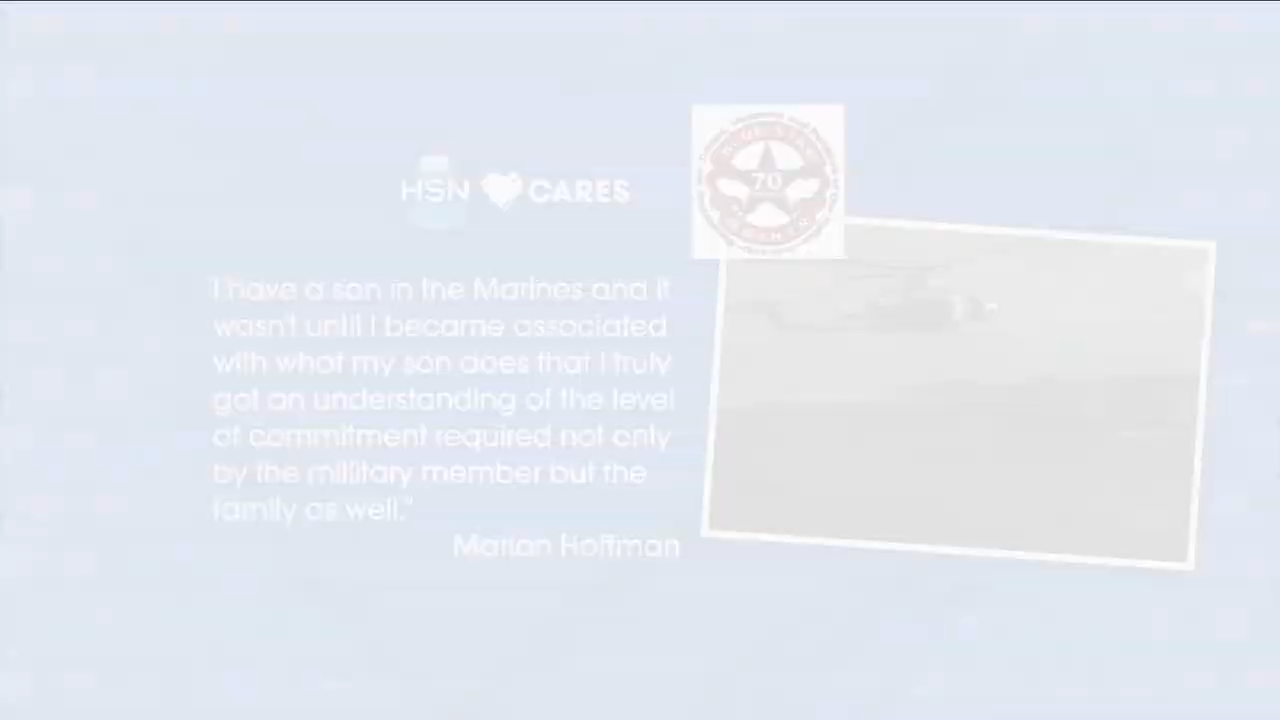 HSN CARES
BLUE STAR
70
I have a son in the Marines and it
wasn't until I became associated
with what my son does that I truly
got an understanding of the level
of commitment required not only
by the military member but the
family as well."
Marian Hoffman